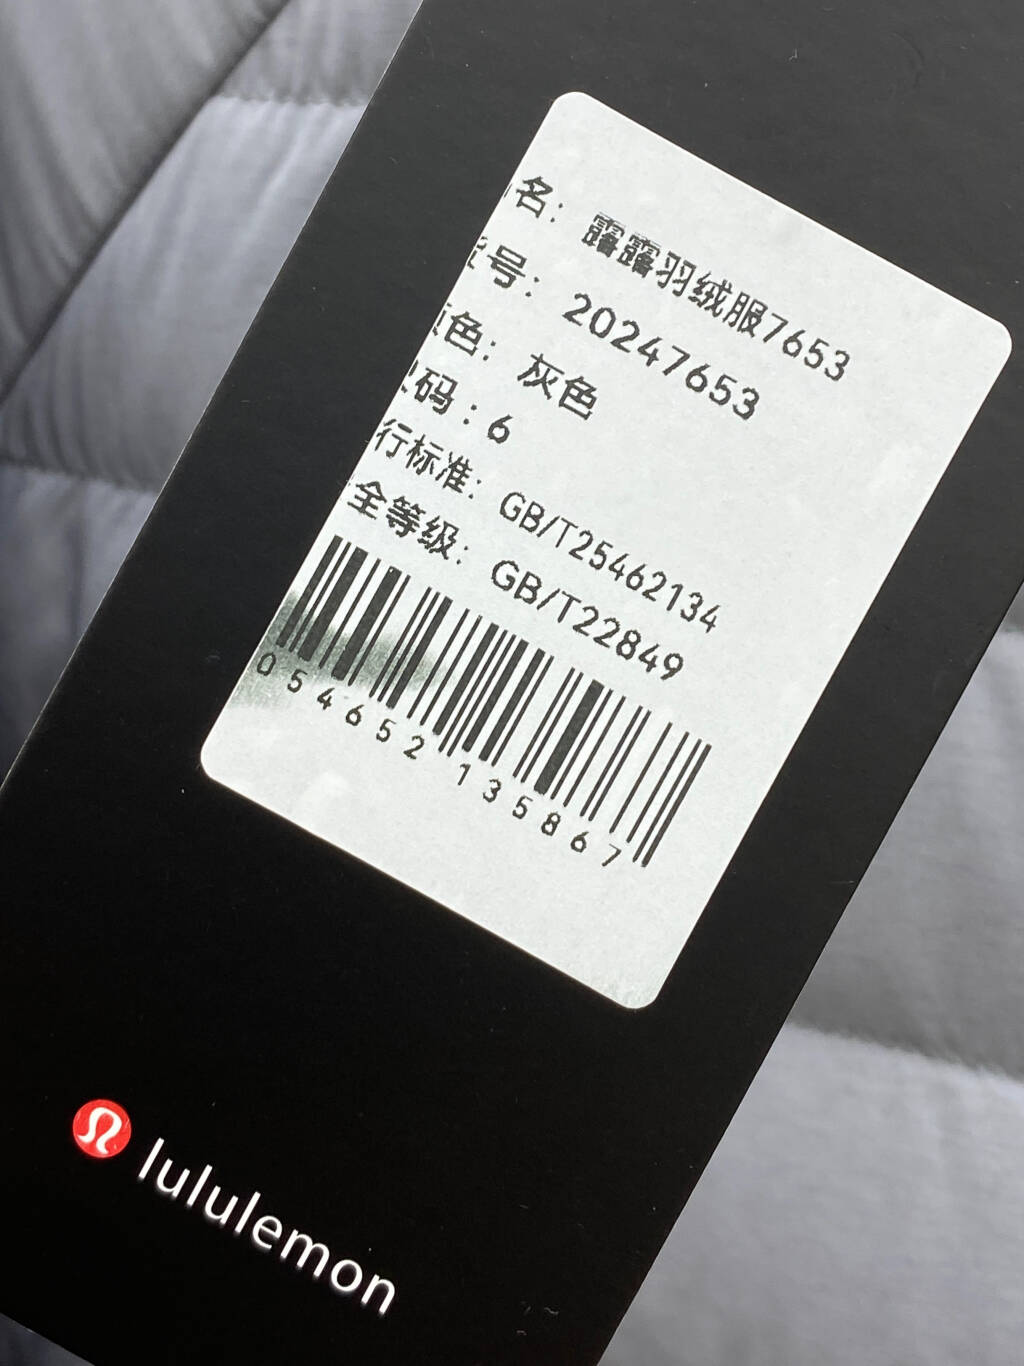 名：露露羽绒服7653
号：20247653
色：灰色
码：6
行标准：GB/T25462134
全等级：GB/T22849
054652 135867
lululemon